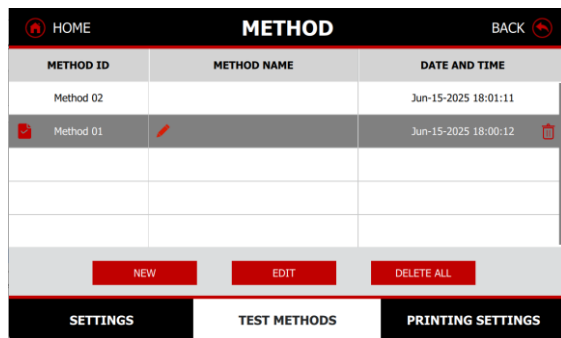 HOME METHOD BACK
METHOD ID METHOD NAME DATE AND TIME
Method 02 Jun-15-2025 18:01:11
Method 01 Jun-15-2025 18:00:12
NEW EDIT DELETE ALL
SETTINGS TEST METHODS PRINTING SETTINGS